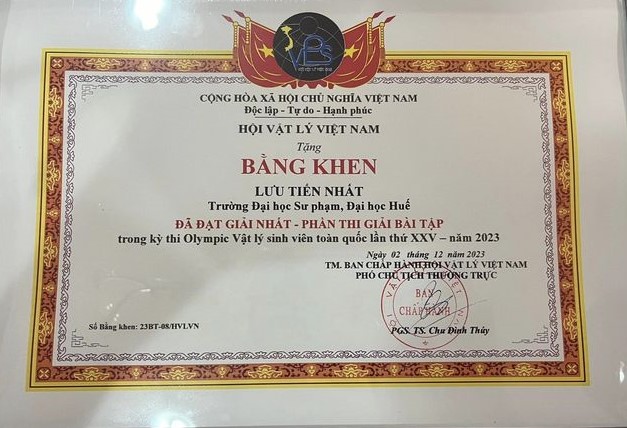 VPS
CỘNG HÒA XÃ HỘI CHỦ NGHĨA VIỆT NAM
Độc lập - Tự do - Hạnh phúc
HỘI VẬT LÝ VIỆT NAM
Tặng
BẰNG KHEN
LƯU TIẾN NHẤT
Trường Đại học Sư phạm, Đại học Huế
ĐÃ ĐẠT GIẢI NHẤT - PHẦN THI GIẢI BÀI TẬP
trong kỳ thi Olympic Vật lý sinh viên toàn quốc lần thứ XXV – năm 2023
Ngày 02 tháng 12 năm 2023
TM. BAN CHẤP HÀNH HỘI VẬT LÝ VIỆT NAM
PHÓ CHỦ TỊCH THƯỜNG TRỰC
BAN
CHẤP HÀNH
Số Bằng khen: 23BT-08/HVLVN
PGS. TS. Chu Đình Thúy